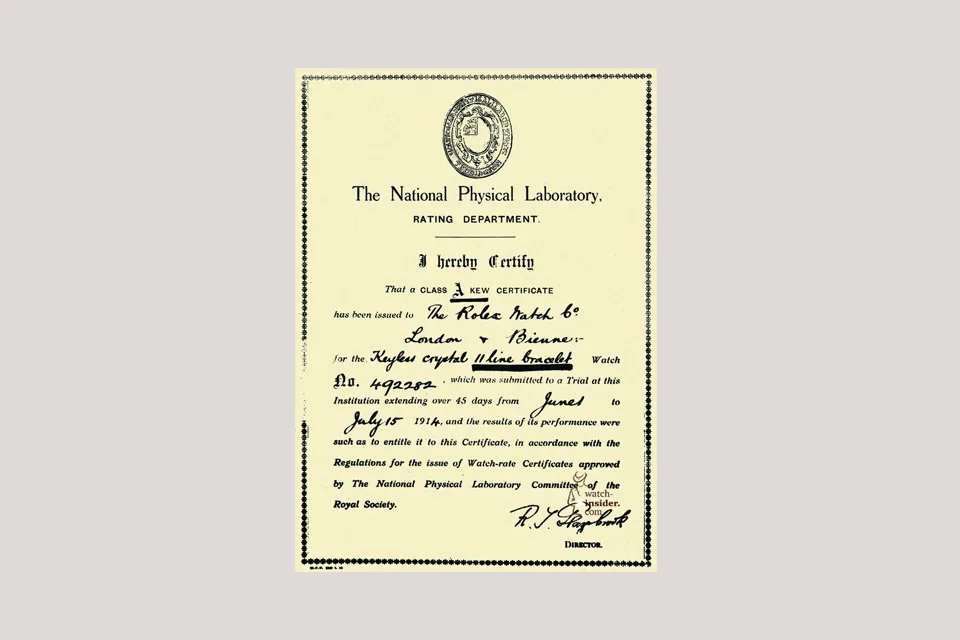 The National Physical Laboratory,
RATING DEPARTMENT.
I hereby Certify
That a CLASS A KEW CERTIFICATE
has been issued to The Rolex Watch Co
London & Bienne:-
for the Keyless crystal 11 line bracelet Watch
No. 492282, which was submitted to a Trial at this
Institution extending over 45 days from June 1 to
July 15 1914, and the results of its performance were
such as to entitle it to this Certificate, in accordance with the
Regulations for the issue of Watch-rate Certificates approved
by The National Physical Laboratory Committee of the
Royal Society.
watch-
insider.
com
R. T. Glazebrook
DIRECTOR.